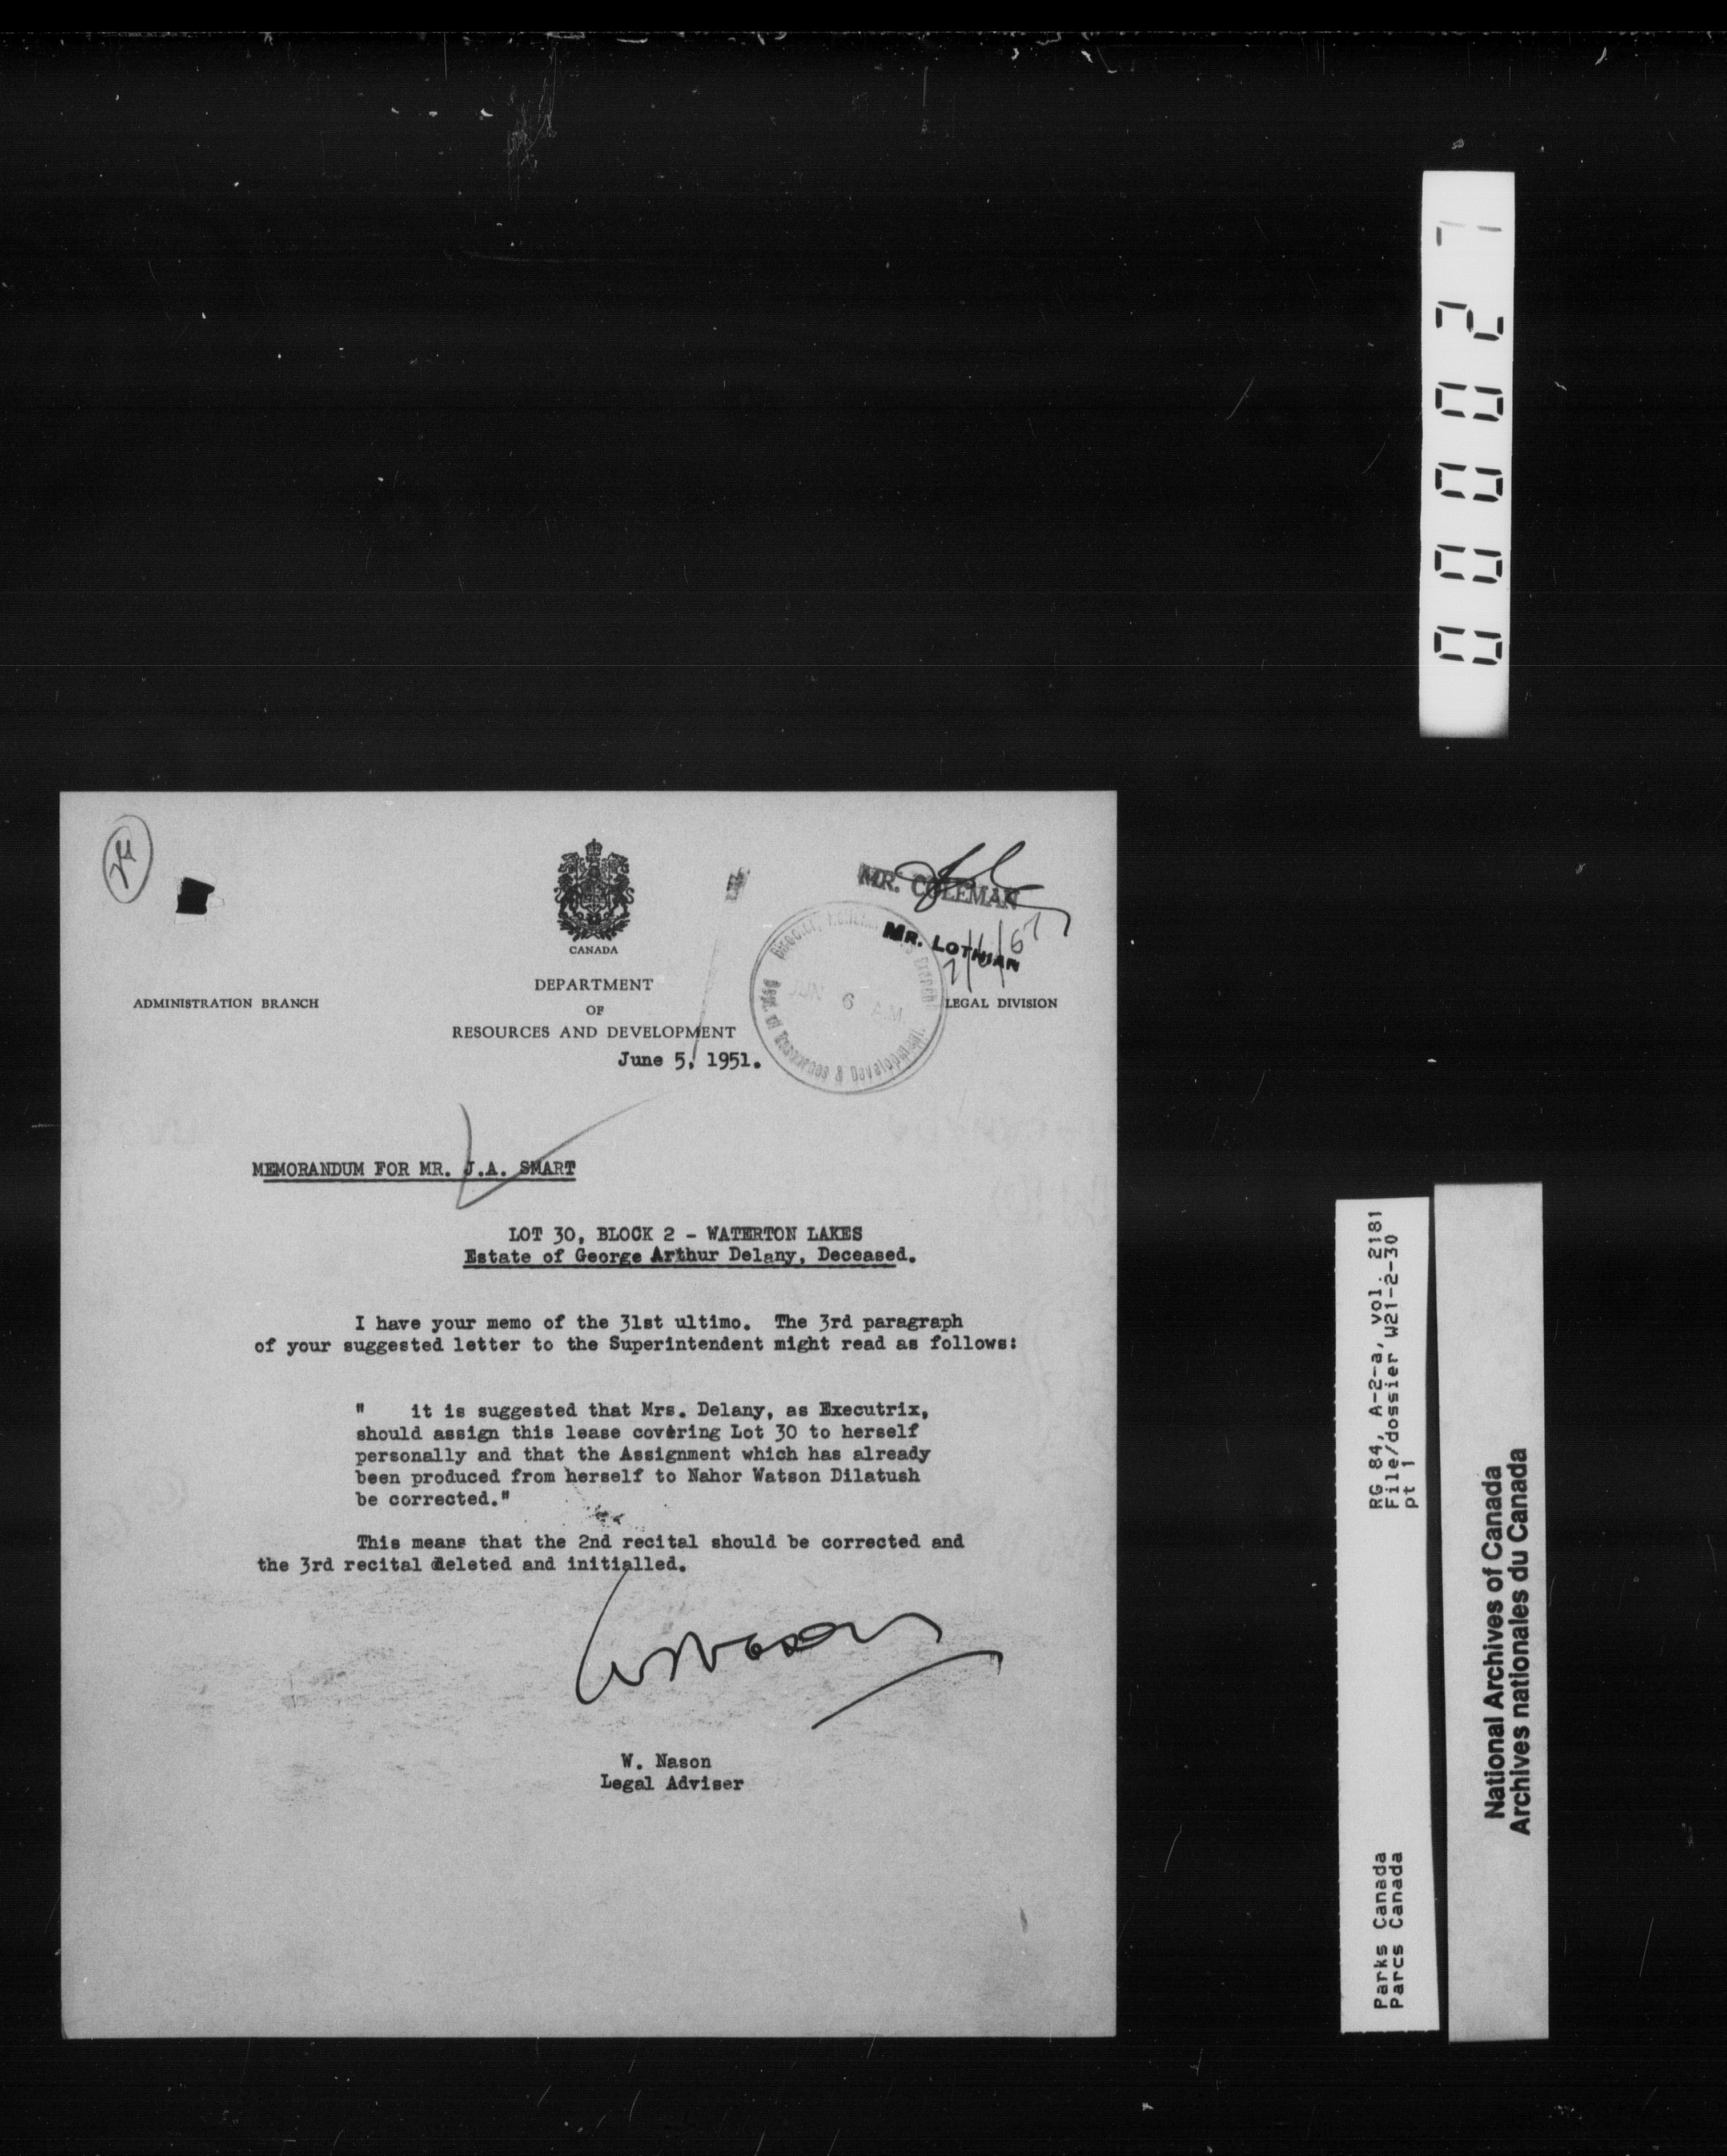 000027
MR. COLEMAN
MR. LOTHIAN
CANADA
DEPARTMENT
OF
RESOURCES AND DEVELOPMENT
ADMINISTRATION BRANCH
LEGAL DIVISION
JUN 6 A.M.
Dept. of Resources & Development
June 5, 1951.
MEMORANDUM FOR MR. J.A. SMART
LOT 30, BLOCK 2 - WATERTON LAKES
Estate of George Arthur Delany, Deceased.
I have your memo of the 31st ultimo. The 3rd paragraph
of your suggested letter to the Superintendent might read as follows:
" it is suggested that Mrs. Delany, as Executrix,
should assign this lease covering Lot 30 to herself
personally and that the Assignment which has already
been produced from herself to Nahor Watson Dilatush
be corrected."
This means that the 2nd recital should be corrected and
the 3rd recital deleted and initialled.
W Nason
W. Nason
Legal Adviser
Parks Canada
Parcs Canada
RG 84, A-2-a, vol. 2181
File/dossier W21-2-30
pt 1
National Archives of Canada
Archives nationales du Canada